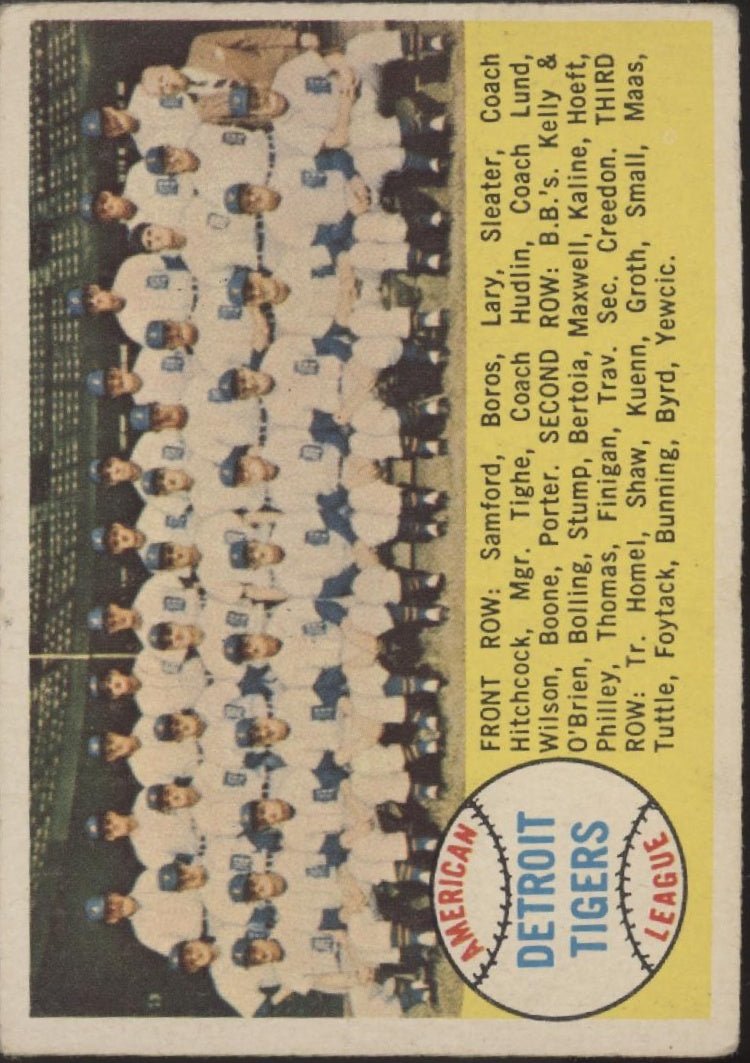 AMERICAN
DETROIT
TIGERS
LEAGUE
FRONT ROW: Samford, Boros, Lary, Sleater, Coach
Hitchcock, Mgr. Tighe, Coach Hudlin, Coach Lund,
Wilson, Boone, Porter. SECOND ROW: B.B.'s. Kelly &
O'Brien, Bolling, Stump, Bertoia, Maxwell, Kaline, Hoeft,
Philley, Thomas, Finigan, Trav. Sec. Creedon. THIRD
ROW: Tr. Homel, Shaw, Kuenn, Groth, Small, Maas,
Tuttle, Foytack, Bunning, Byrd, Yewcic.